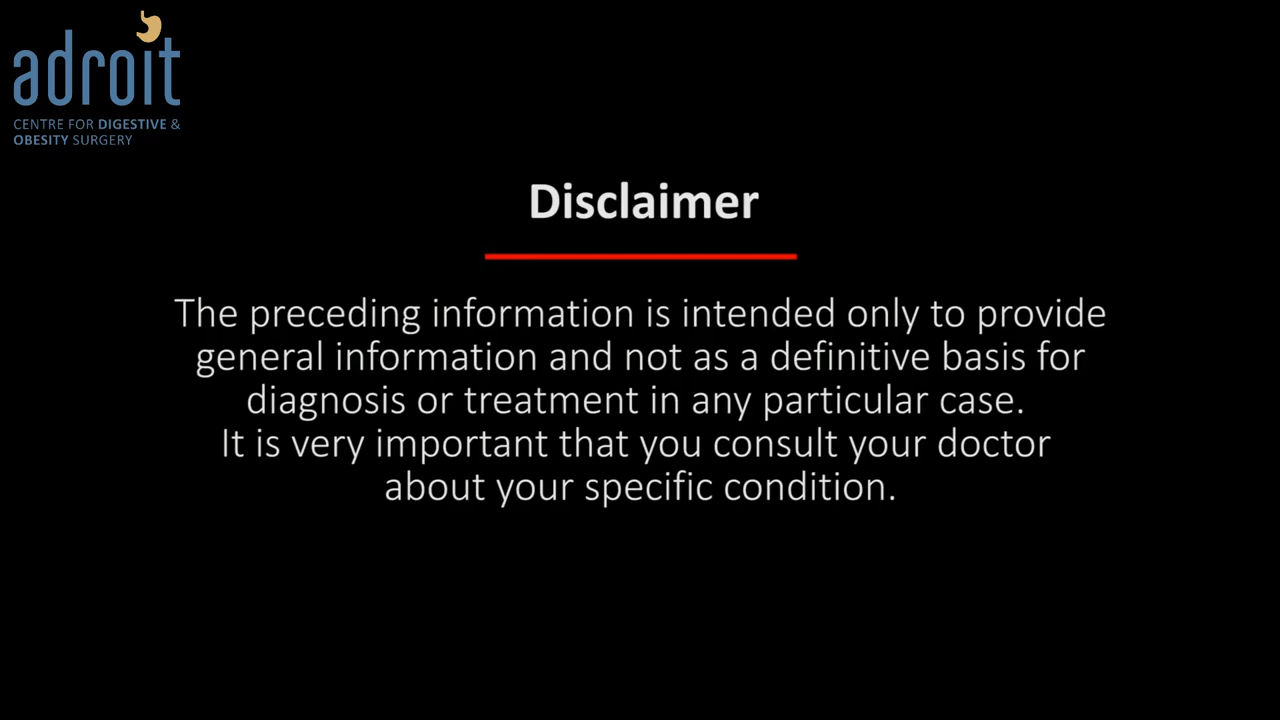 adroit
CENTRE FOR DIGESTIVE &
OBESITY SURGERY
Disclaimer
The preceding information is intended only to provide
general information and not as a definitive basis for
diagnosis or treatment in any particular case.
It is very important that you consult your doctor
about your specific condition.